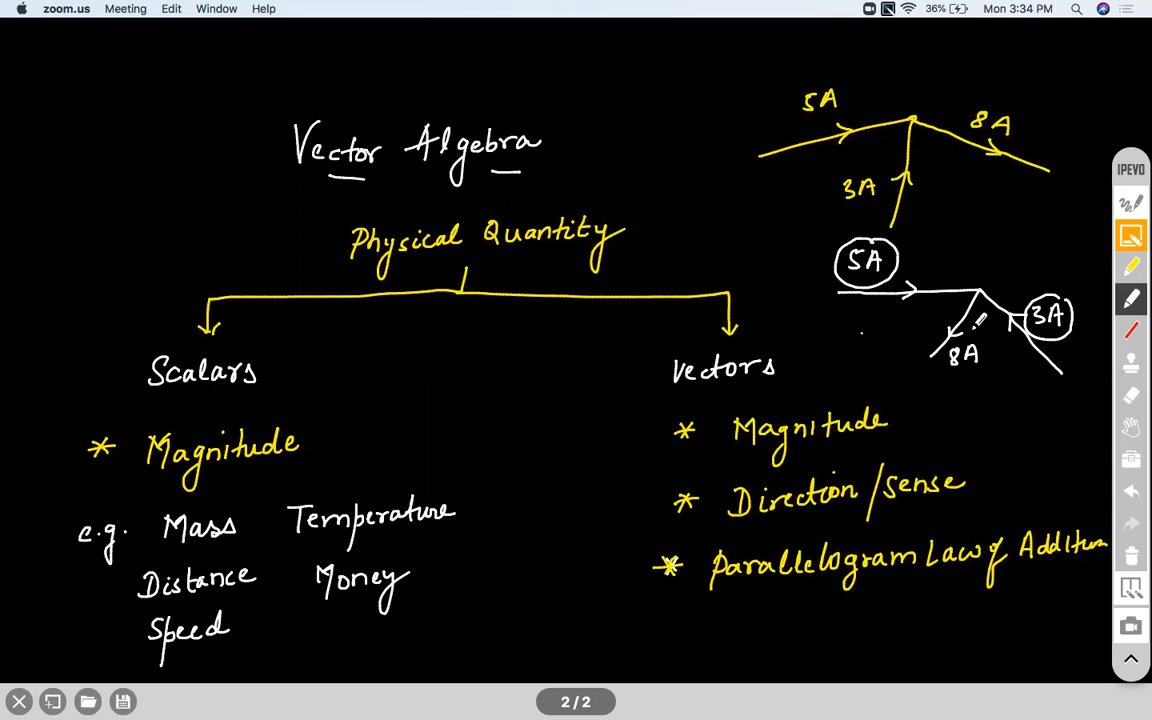 zoom.us Meeting Edit Window Help 36% Mon 3:34 PM
5A
8A
Vector Algebra
3A
IPEVO
Physical Quantity
5A
3A
8A
Scalars
Vectors
* Magnitude
* Magnitude
* Direction/sense
e.g. Mass Temperature
* Parallelogram Law of Addition
Distance Money
Speed
2/2